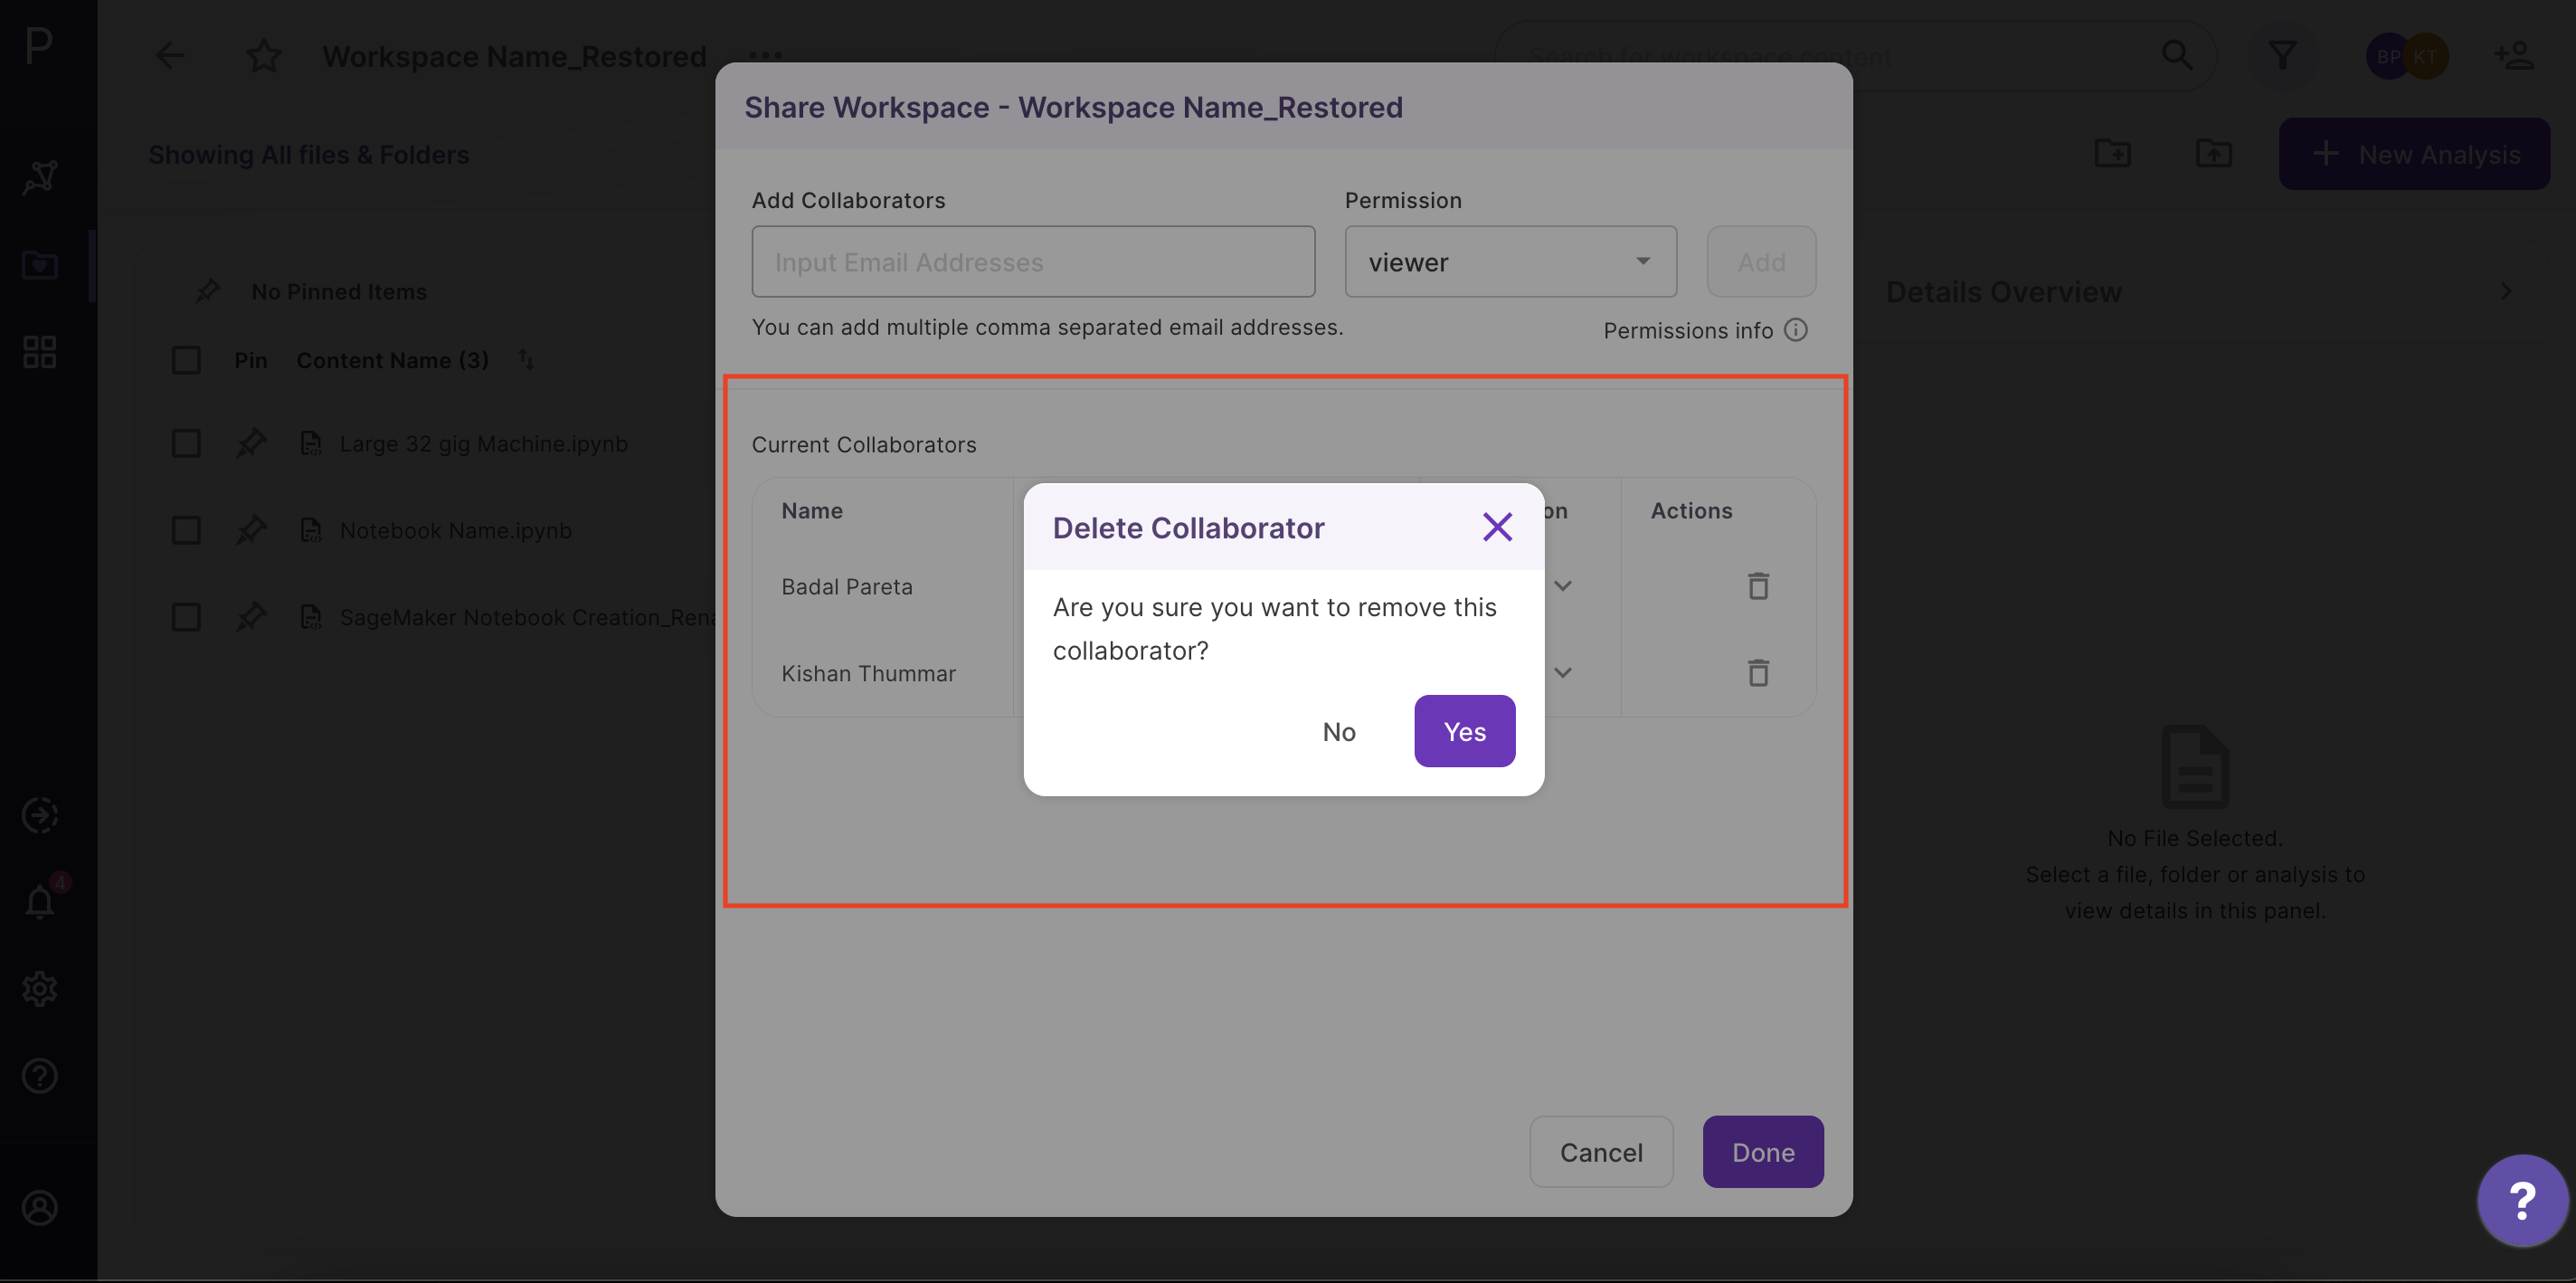 P
Workspace Name_Restored
Search for workspace content
BP KT
Showing All files & Folders
New Analysis
No Pinned Items
Pin Content Name (3)
Large 32 gig Machine.ipynb
Notebook Name.ipynb
SageMaker Notebook Creation_Rena
4
Share Workspace - Workspace Name_Restored
Add Collaborators
Permission
Input Email Addresses
viewer
Add
You can add multiple comma separated email addresses.
Permissions info
Current Collaborators
Name on Actions
Badal Pareta
Kishan Thummar
Delete Collaborator
Are you sure you want to remove this
collaborator?
No
Yes
Cancel
Done
Details Overview
No File Selected.
Select a file, folder or analysis to
view details in this panel.
?